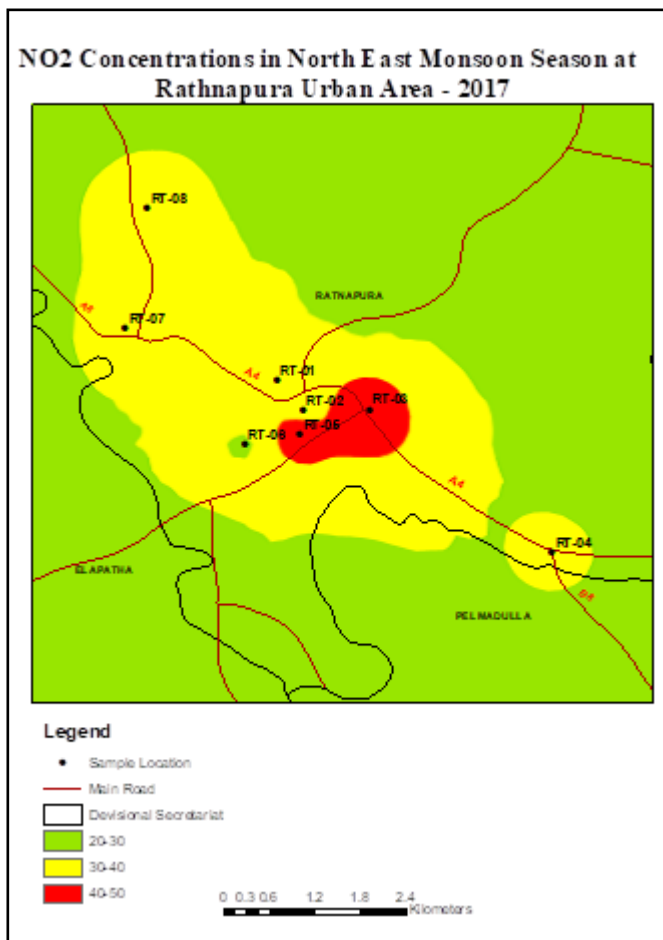 NO2 Concentrations in North East Monsoon Season at
Rathnapura Urban Area - 2017
RT-08
RATNAPURA
RT-07
A4
RT-01
RT-02
RT-03
RT-05
RT-06
A4
RT-04
ELAPATHA
PELMADULLA
Legend
Sample Location
Main Road
Devisional Secretariat
20-30
30-40
40-50
0 0.3 0.6 1.2 1.8 2.4
Kilometers